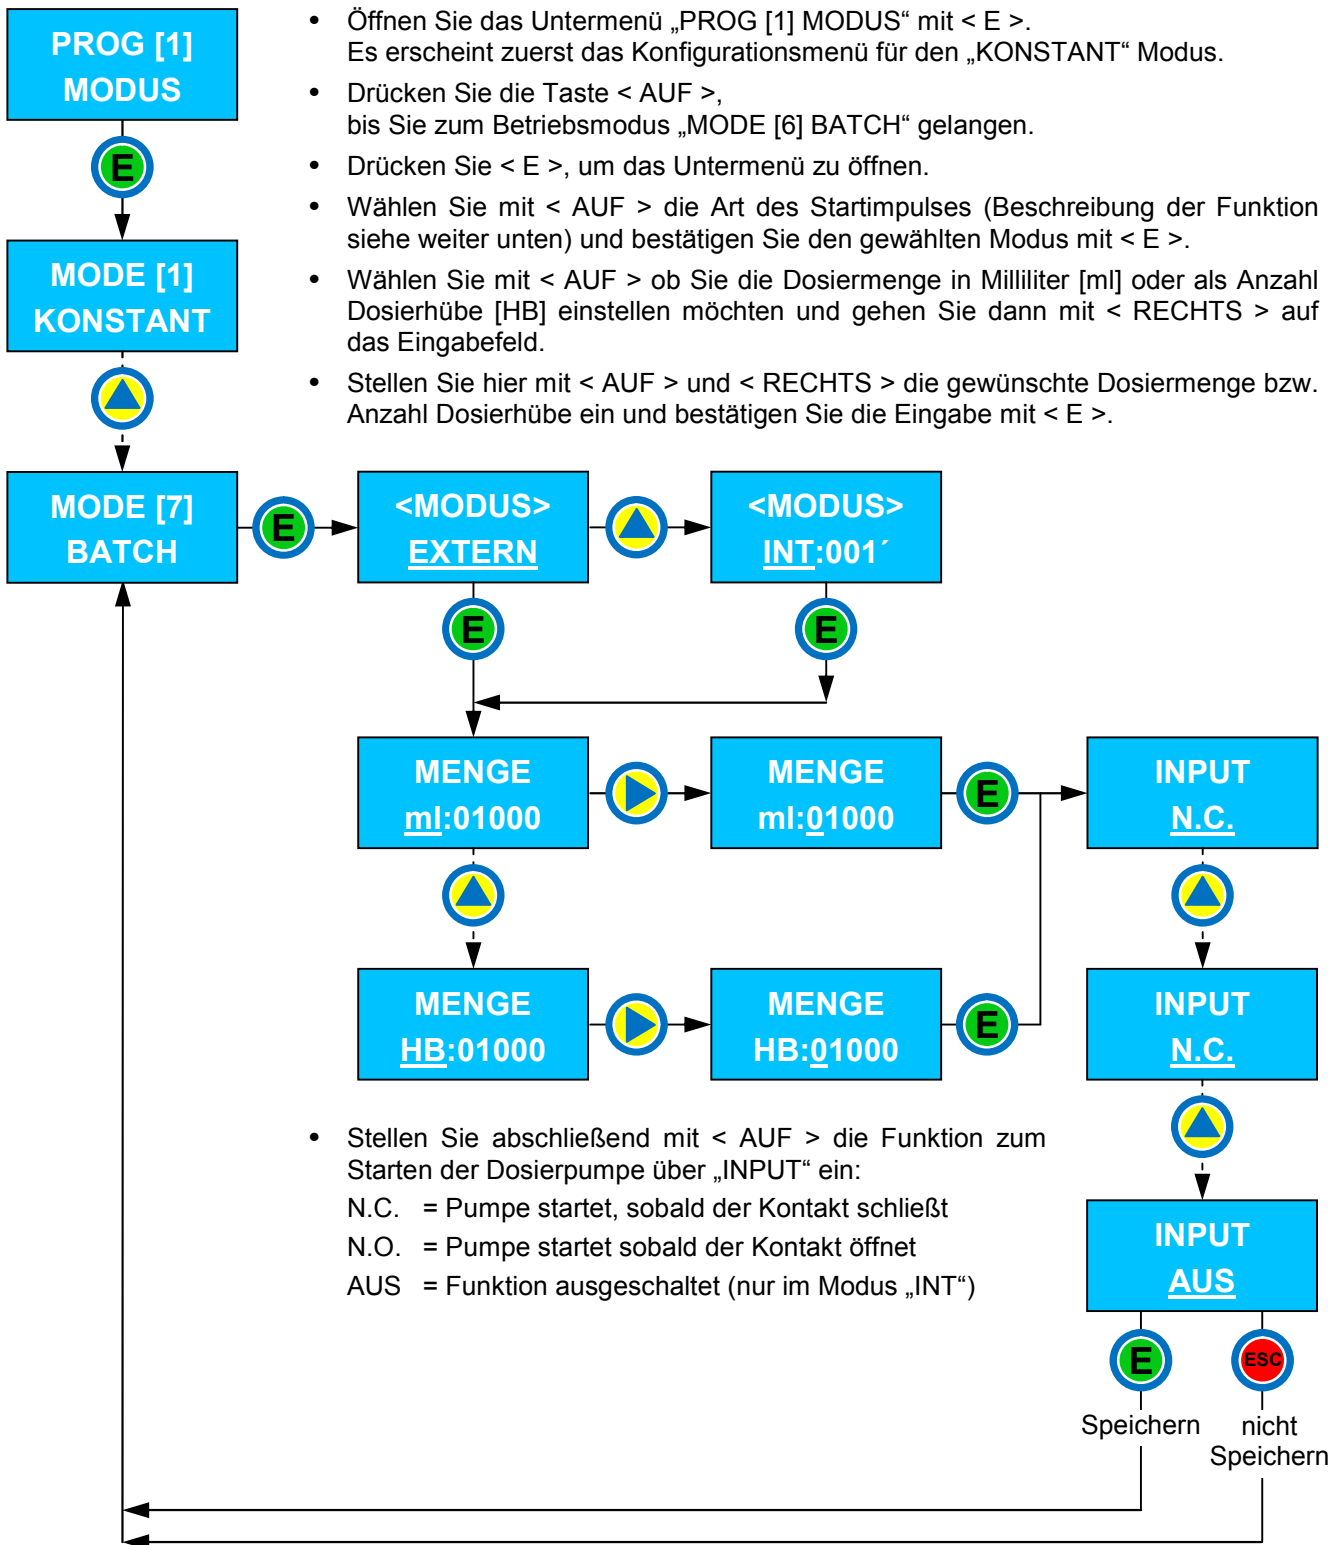 PROG [1]
MODUS
E
MODE [1]
KONSTANT
• Öffnen Sie das Untermenü „PROG [1] MODUS“ mit < E >.
Es erscheint zuerst das Konfigurationsmenü für den „KONSTANT“ Modus.
• Drücken Sie die Taste < AUF >,
bis Sie zum Betriebsmodus „MODE [6] BATCH“ gelangen.
• Drücken Sie < E >, um das Untermenü zu öffnen.
• Wählen Sie mit < AUF > die Art des Startimpulses (Beschreibung der Funktion
siehe weiter unten) und bestätigen Sie den gewählten Modus mit < E >.
• Wählen Sie mit < AUF > ob Sie die Dosiermenge in Milliliter [ml] oder als Anzahl
Dosierhübe [HB] einstellen möchten und gehen Sie dann mit < RECHTS > auf
das Eingabefeld.
• Stellen Sie hier mit < AUF > und < RECHTS > die gewünschte Dosiermenge bzw.
Anzahl Dosierhübe ein und bestätigen Sie die Eingabe mit < E >.
MODE [7]
BATCH
E
<MODUS>
EXTERN
<MODUS>
INT:001´
E
E
MENGE
ml:01000
MENGE
ml:01000
E
INPUT
N.C.
MENGE
HB:01000
MENGE
HB:01000
E
INPUT
N.C.
• Stellen Sie abschließend mit < AUF > die Funktion zum
Starten der Dosierpumpe über „INPUT“ ein:
N.C. = Pumpe startet, sobald der Kontakt schließt
N.O. = Pumpe startet sobald der Kontakt öffnet
AUS = Funktion ausgeschaltet (nur im Modus „INT“)
INPUT
AUS
E
ESC
Speichern
nicht
Speichern